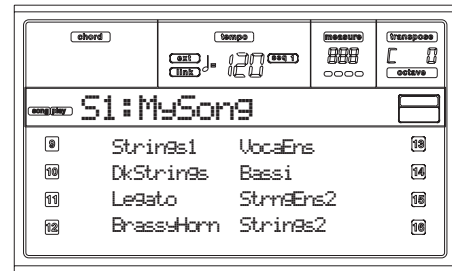 chord tempo measure transpose
ext link ♩= 120 seq 1 888 C 0
octave
song play S1:MySong
9 Strings1 VocaEns 13
10 DkStrings Bassi 14
11 Legato StrngEns2 15
12 BrassyHorn Strings2 16